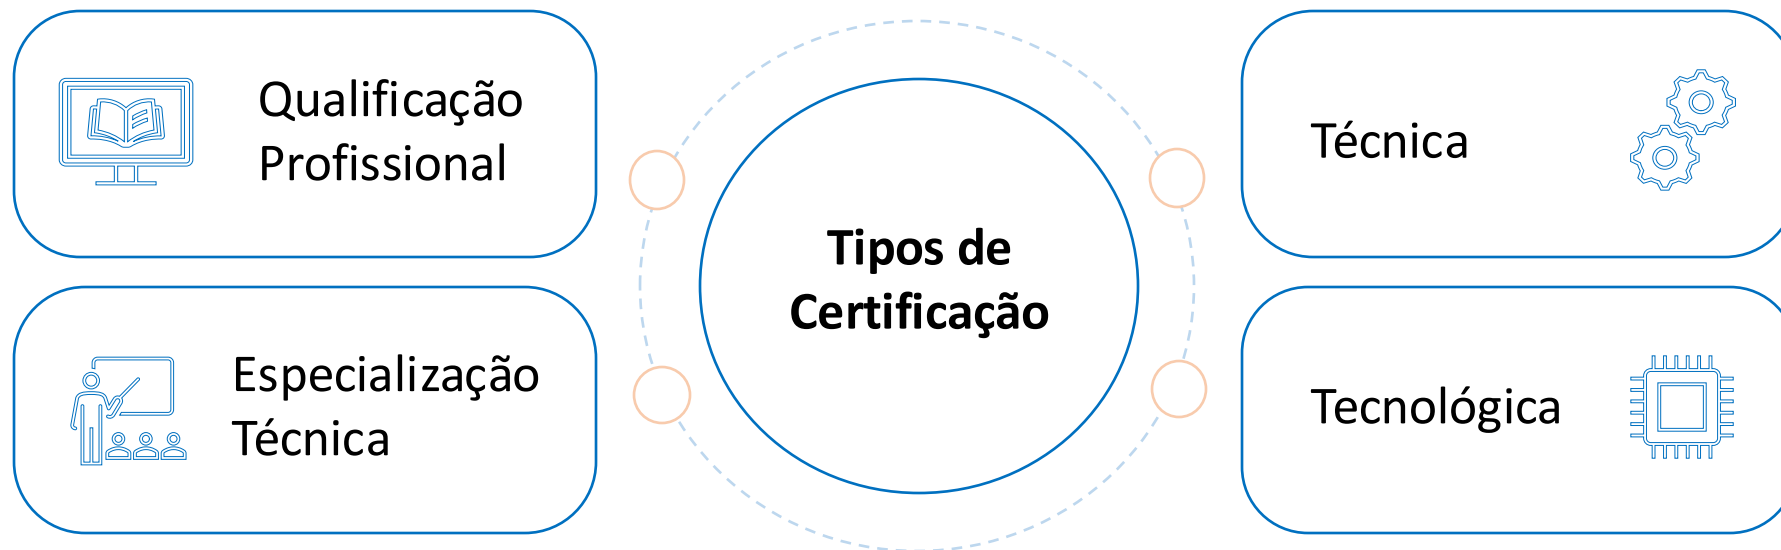 Qualificação
Profissional
Especialização
Técnica
Tipos de
Certificação
Técnica
Tecnológica